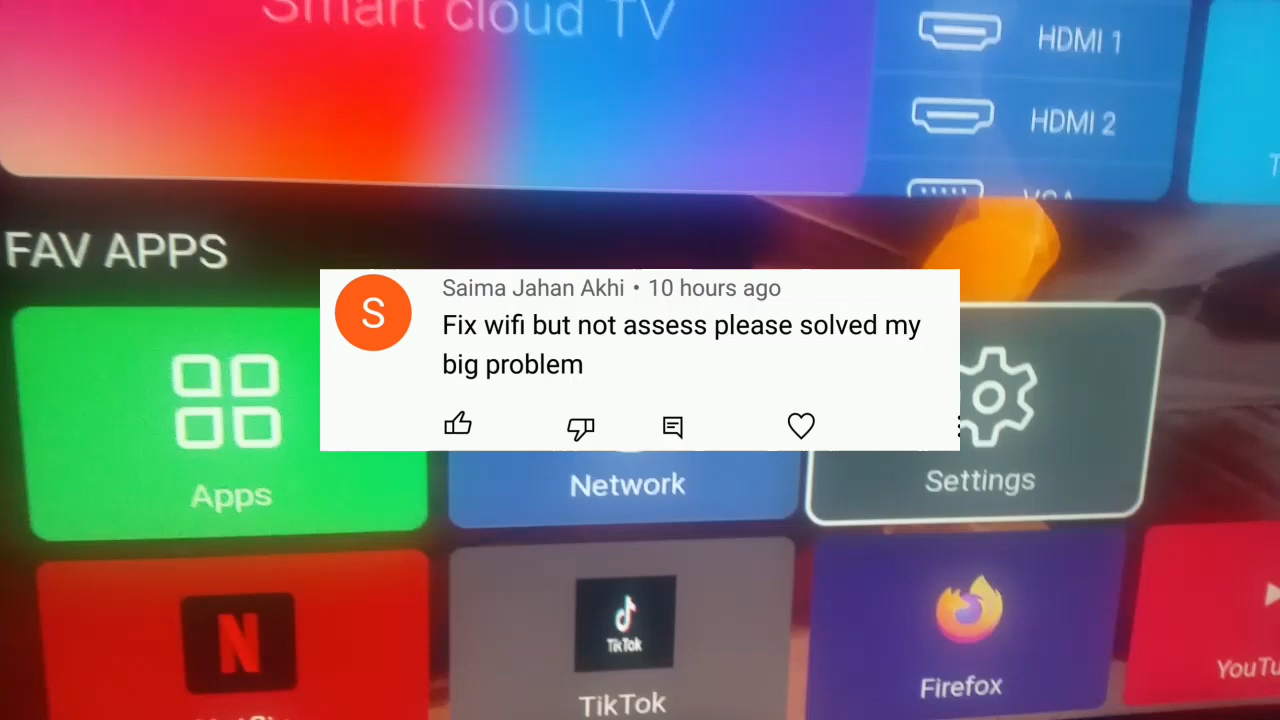 Smart cloud TV
HDMI 1
HDMI 2
VGA
FAV APPS
Saima Jahan Akhi • 10 hours ago
S
Fix wifi but not assess please solved my
big problem
Apps
Network
Settings
N
TikTok
TikTok
Firefox
YouTu